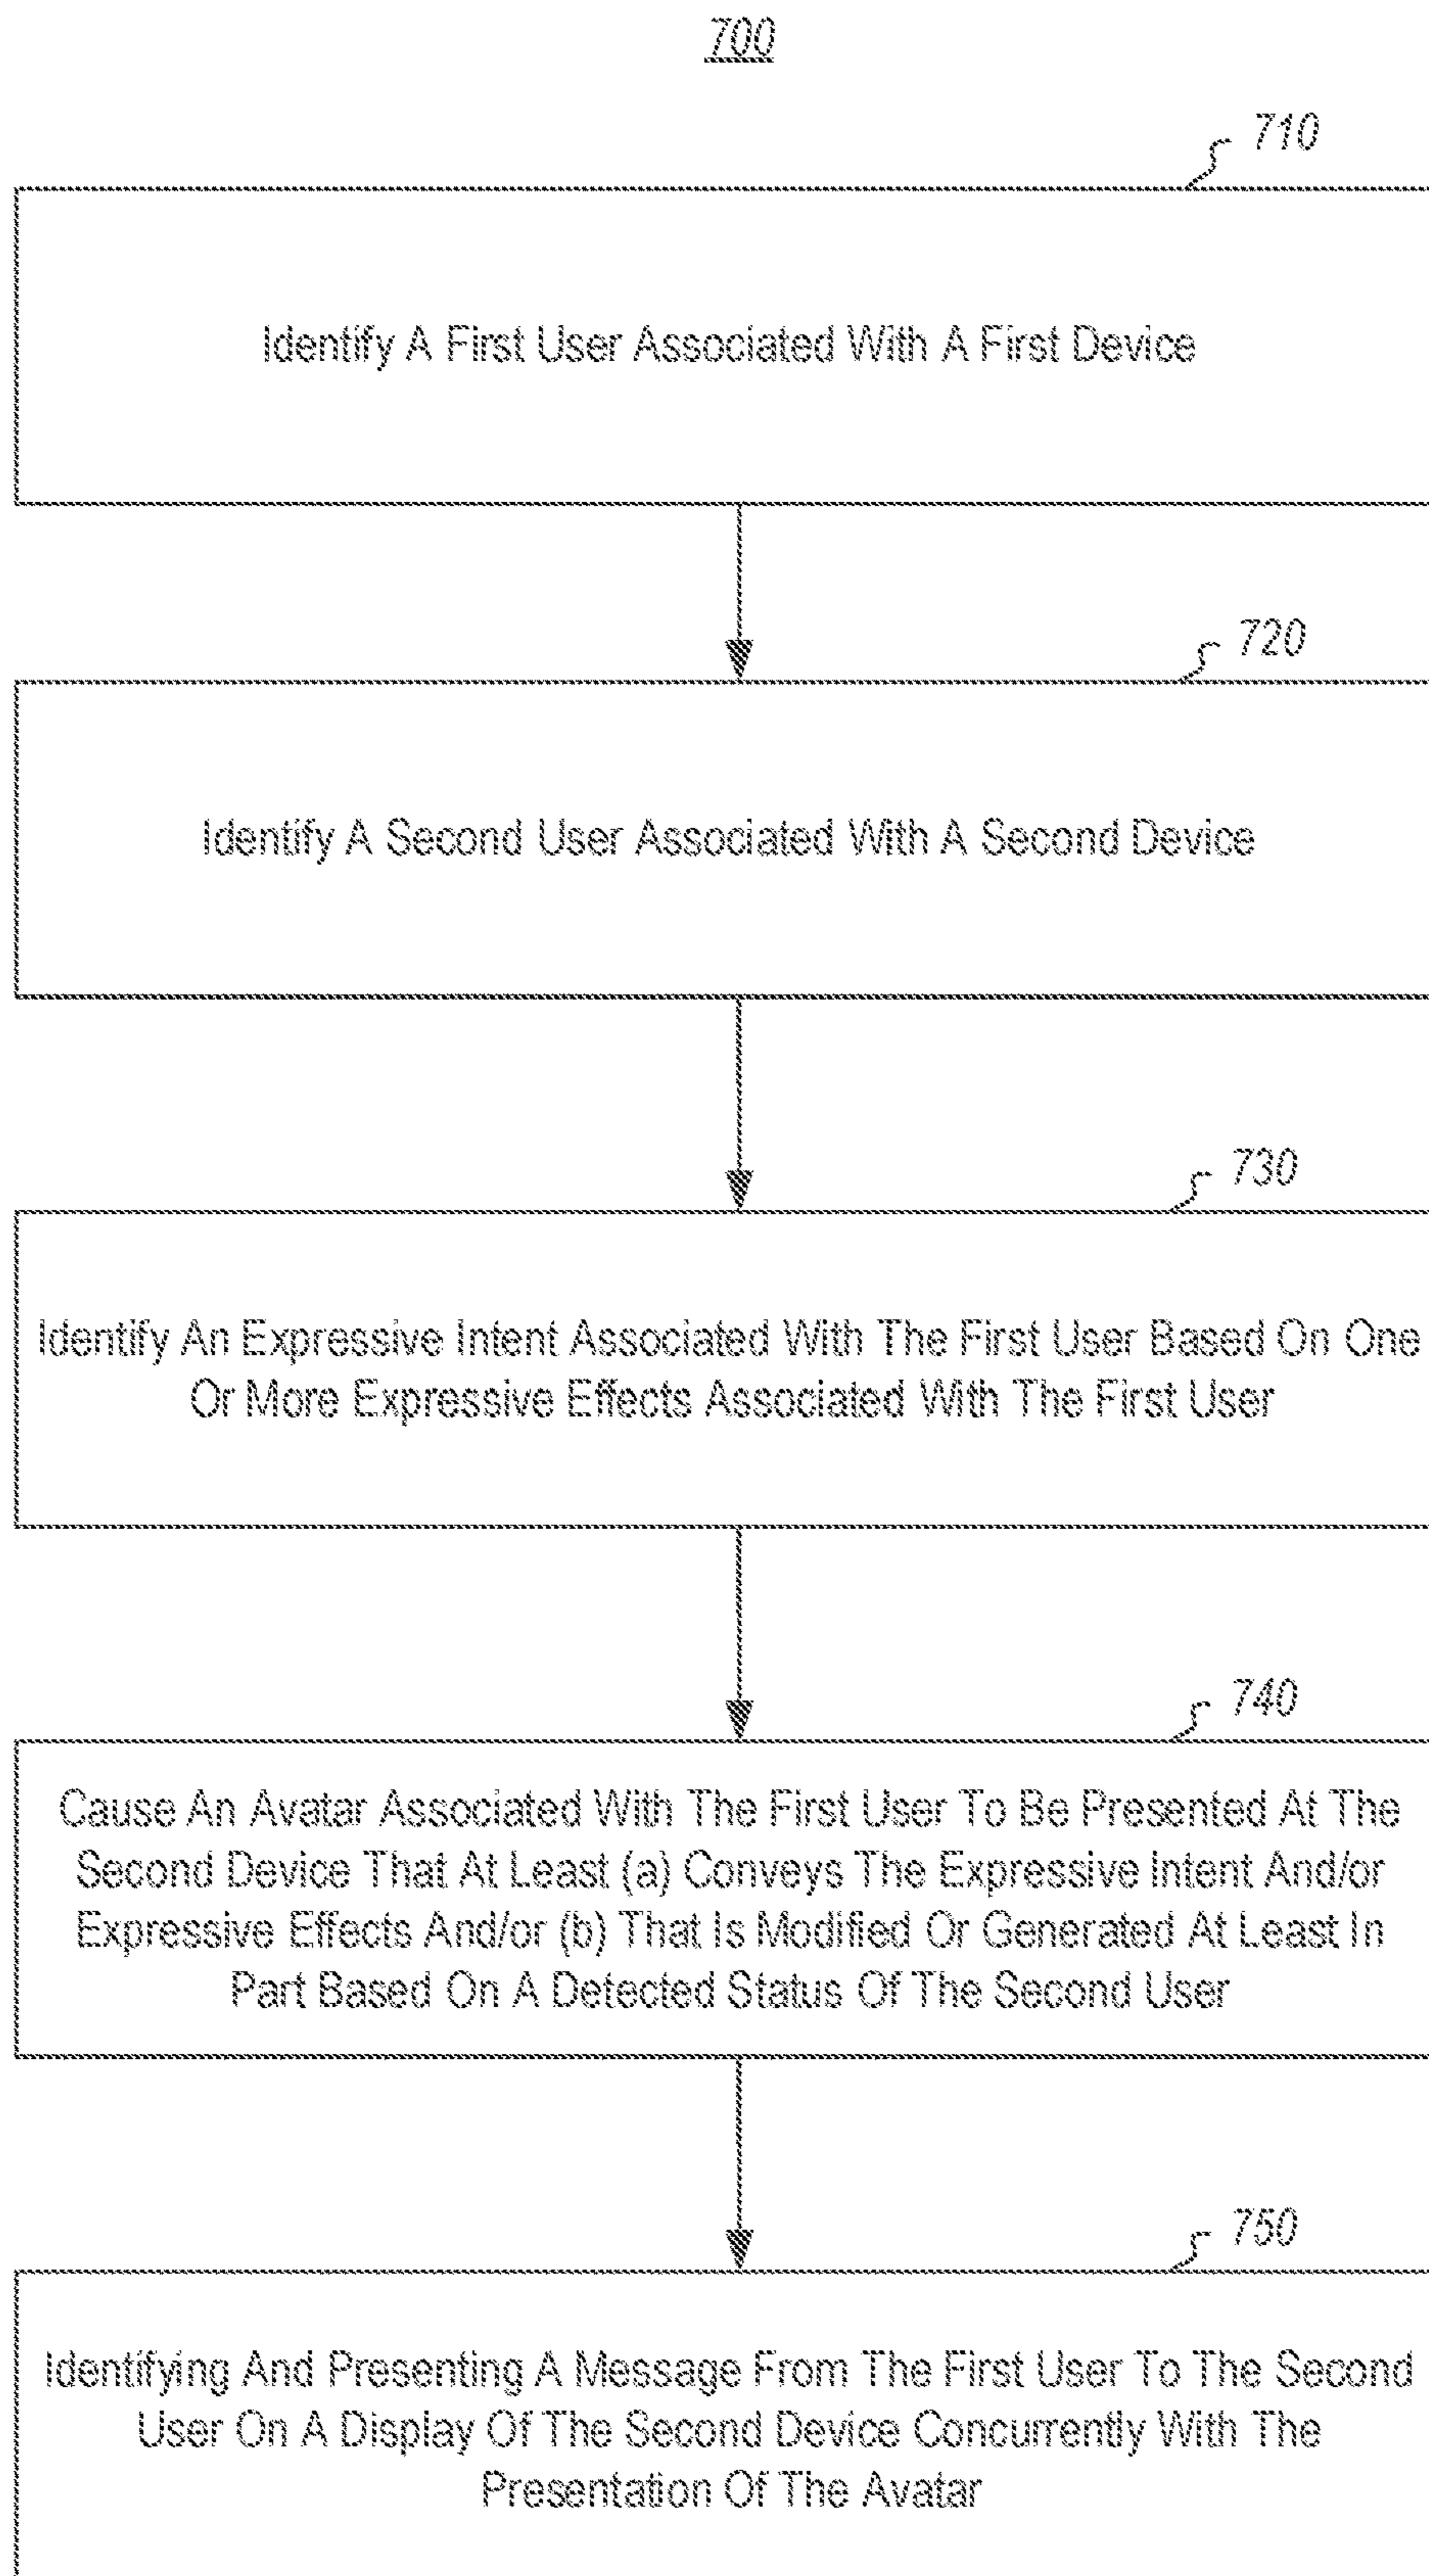 700
710
Identify A First User Associated With A First Device
720
Identify A Second User Associated With A Second Device
730
Identify An Expressive Intent Associated With The First User Based On One
Or More Expressive Effects Associated With The First User
740
Cause An Avatar Associated With The First User To Be Presented At The
Second Device That At Least (a) Conveys The Expressive Intent And/or
Expressive Effects And/or (b) That Is Modified Or Generated At Least In
Part Based On A Detected Status Of The Second User
750
Identifying And Presenting A Message From The First User To The Second
User On A Display Of The Second Device Concurrently With The
Presentation Of The Avatar